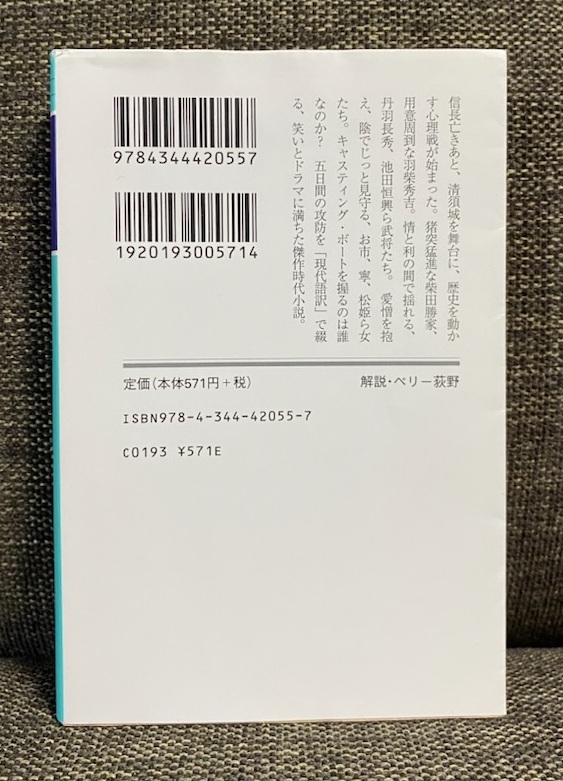 信長亡きあと、清須城を舞台に、歴史を動か
す心理戦が始まった。猪突猛進な柴田勝家、
用意周到な羽柴秀吉。情と利の間で揺れる、
丹羽長秀、池田恒興ら武将たち。愛憎を抱
え、陰でじっと見守る、お市、寧、松姫ら女
たち。キャスティング・ボートを握るのは誰
なのか？　五日間の攻防を「現代語訳」で綴
る、笑いとドラマに満ちた傑作時代小説。
9784344420557
1920193005714
定価（本体571円＋税）
解説・ペリー荻野
ISBN978-4-344-42055-7
C0193 ¥571E